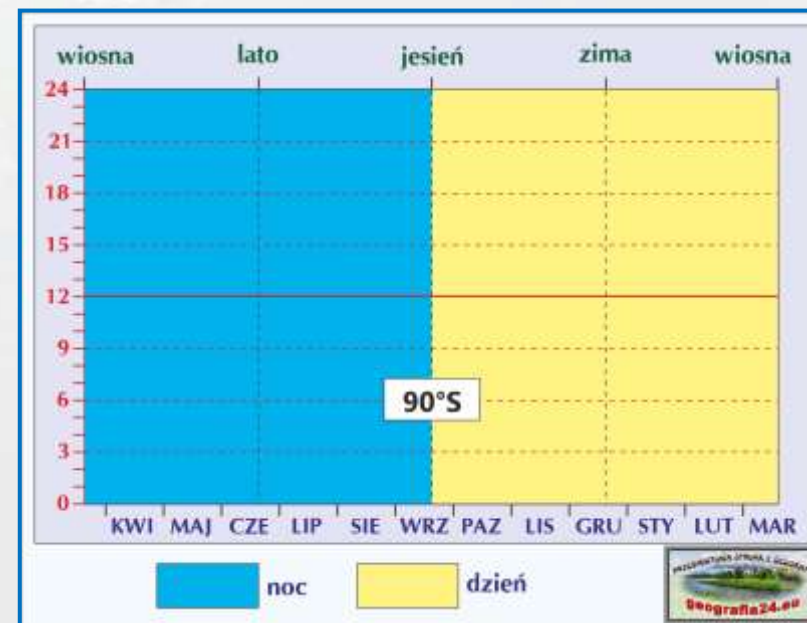 wiosna lato jesień zima wiosna
24
21
18
15
12
9
90°S
6
3
0
KWI MAJ CZE LIP SIE WRZ PAZ LIS GRU STY LUT MAR
noc dzień
geografia24.eu